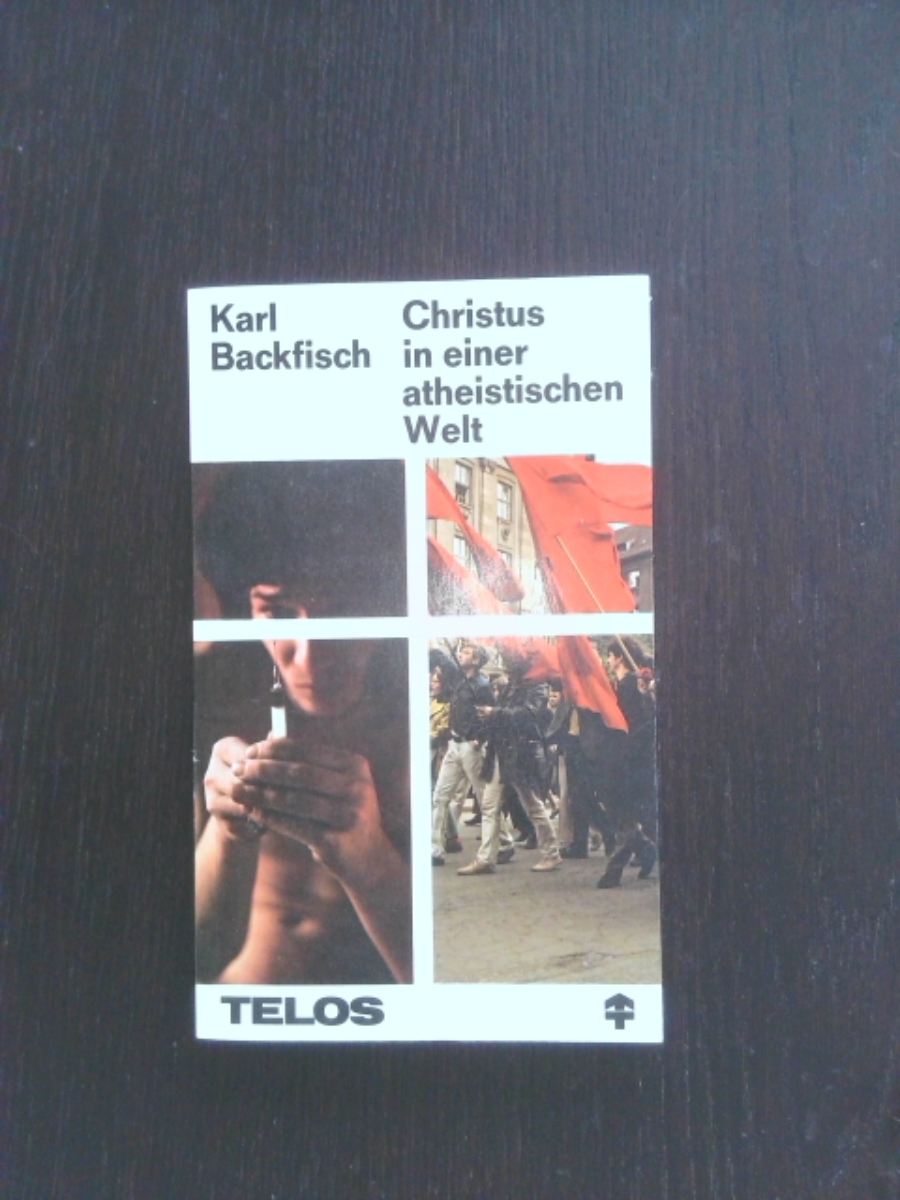 Karl
Backfisch
Christus
in einer
atheistischen
Welt
TELOS